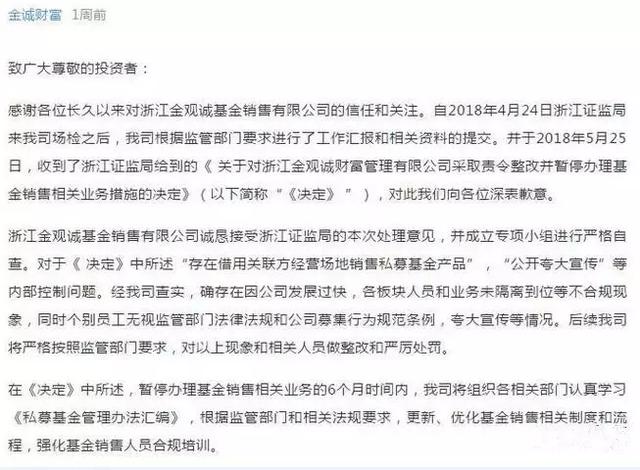 金诚财富 1周前
致广大尊敬的投资者：
感谢各位长久以来对浙江金观诚基金销售有限公司的信任和关注。自2018年4月24日浙江证监局
来我司场检之后，我司根据监管部门要求进行了工作汇报和相关资料的提交。并于2018年5月25
日，收到了浙江证监局给到的《 关于对浙江金观诚财富管理有限公司采取责令整改并暂停办理基
金销售相关业务措施的决定》（以下简称“《决定》 ”），对此我们向各位深表歉意。
浙江金观诚基金销售有限公司诚恳接受浙江证监局的本次处理意见，并成立专项小组进行严格自
查。对于《 决定》中所述“存在借用关联方经营场地销售私募基金产品”，“公开夸大宣传”等
内部控制问题。经我司查实，确存在因公司发展过快，各板块人员和业务未隔离到位等不合规现
象，同时个别员工无视监管部门法律法规和公司募集行为规范条例，夸大宣传等情况。后续我司
将严格按照监管部门要求，对以上现象和相关人员做整改和严厉处罚。
在《决定》中所述，暂停办理基金销售相关业务的6个月时间内，我司将组织各相关部门认真学习
《私募基金管理办法汇编》，根据监管部门和相关法规要求，更新、优化基金销售相关制度和流
程，强化基金销售人员合规培训。